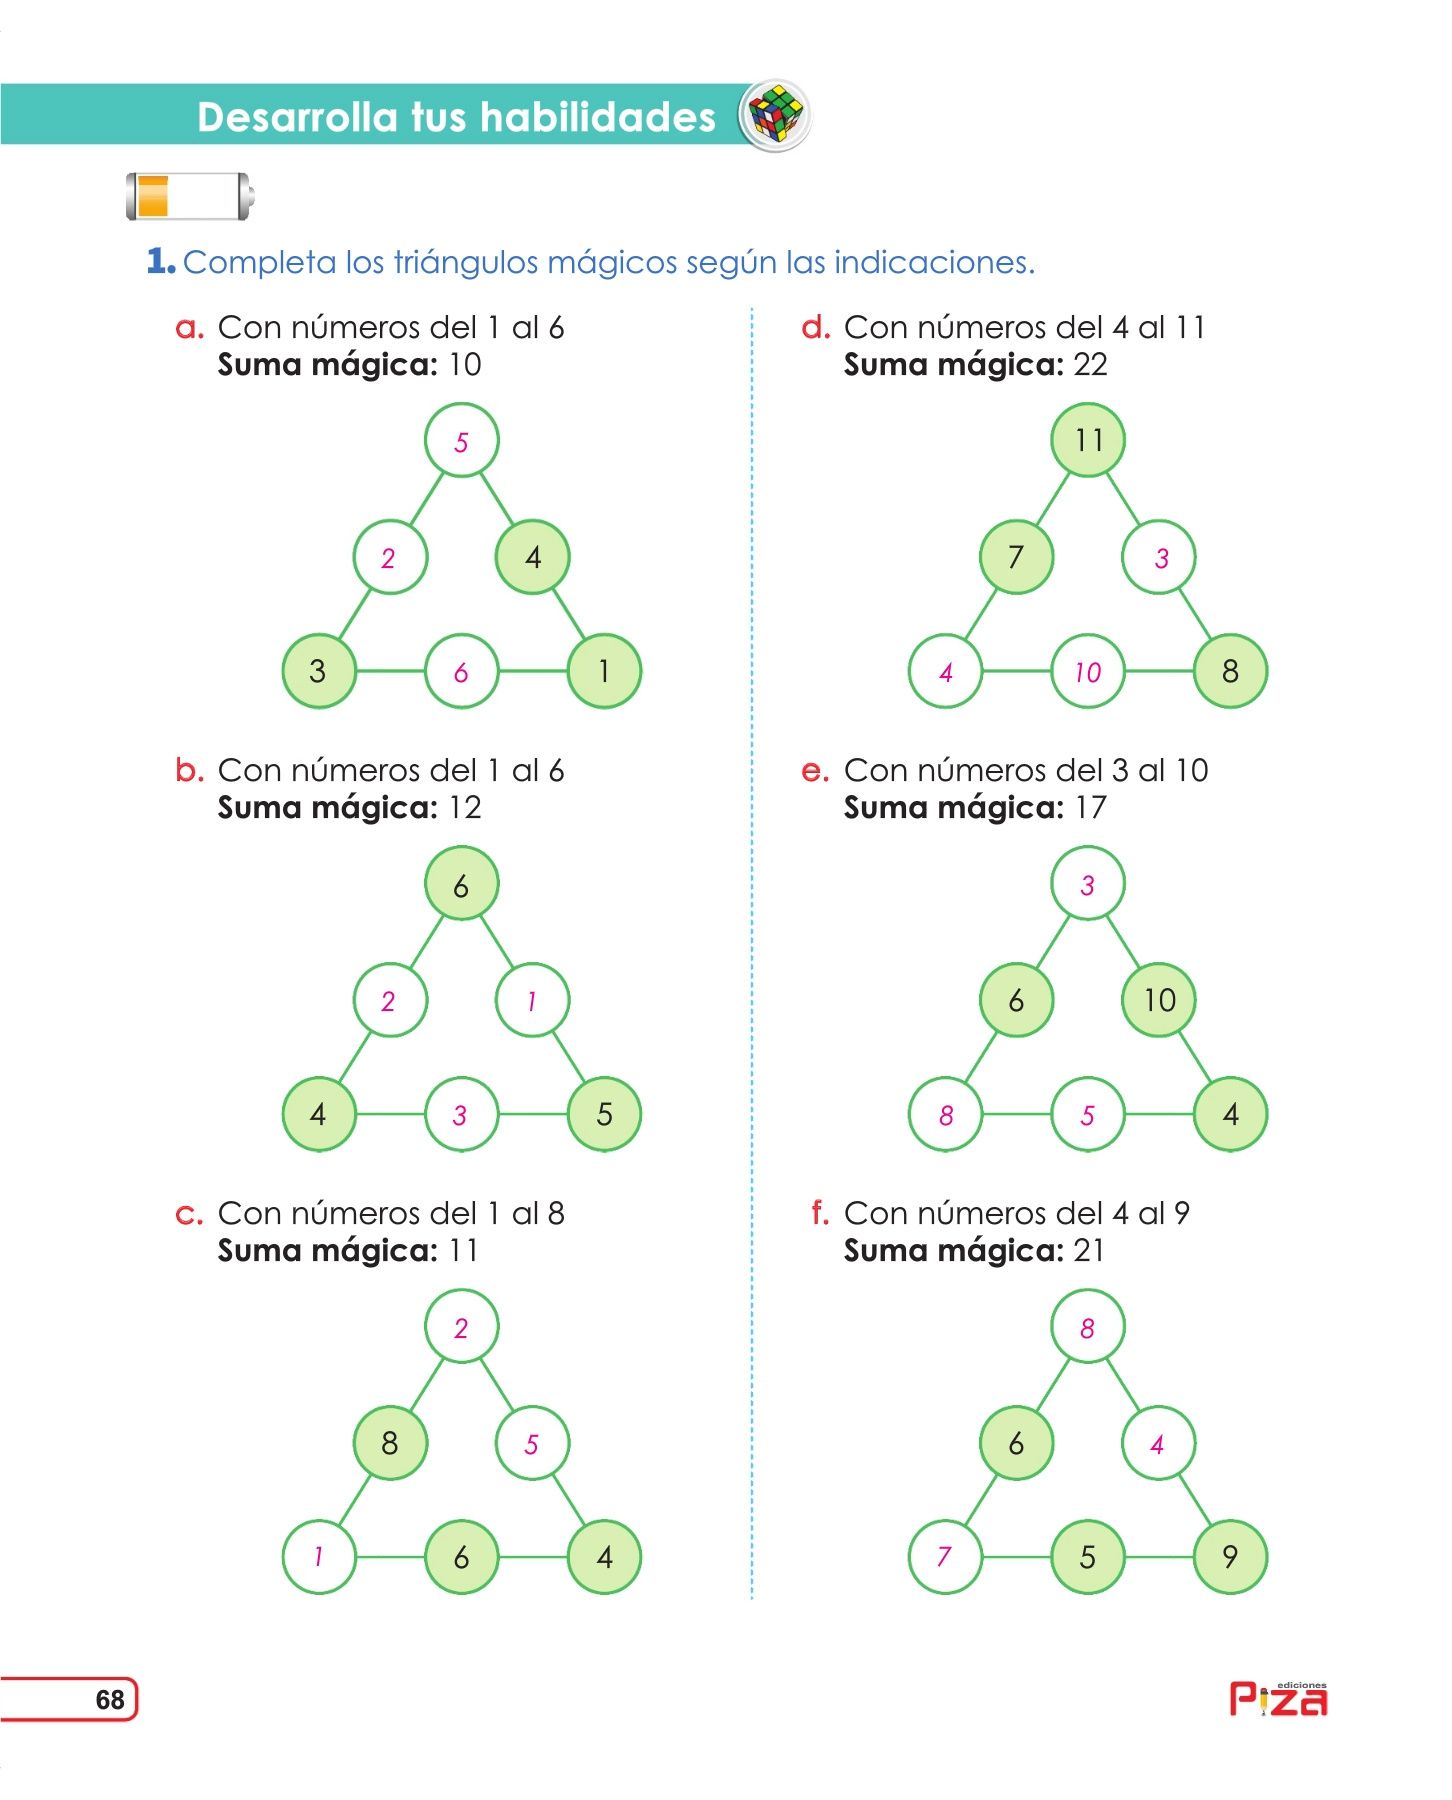 Desarrolla tus habilidades
1. Completa los triángulos mágicos según las indicaciones.
a. Con números del 1 al 6
Suma mágica: 10
5
2 4
3 6 1
b. Con números del 1 al 6
Suma mágica: 12
6
2 1
4 3 5
c. Con números del 1 al 8
Suma mágica: 11
2
8 5
1 6 4
d. Con números del 4 al 11
Suma mágica: 22
11
7 3
4 10 8
e. Con números del 3 al 10
Suma mágica: 17
3
6 10
8 5 4
f. Con números del 4 al 9
Suma mágica: 21
8
6 4
7 5 9
68
ediciones
Piza